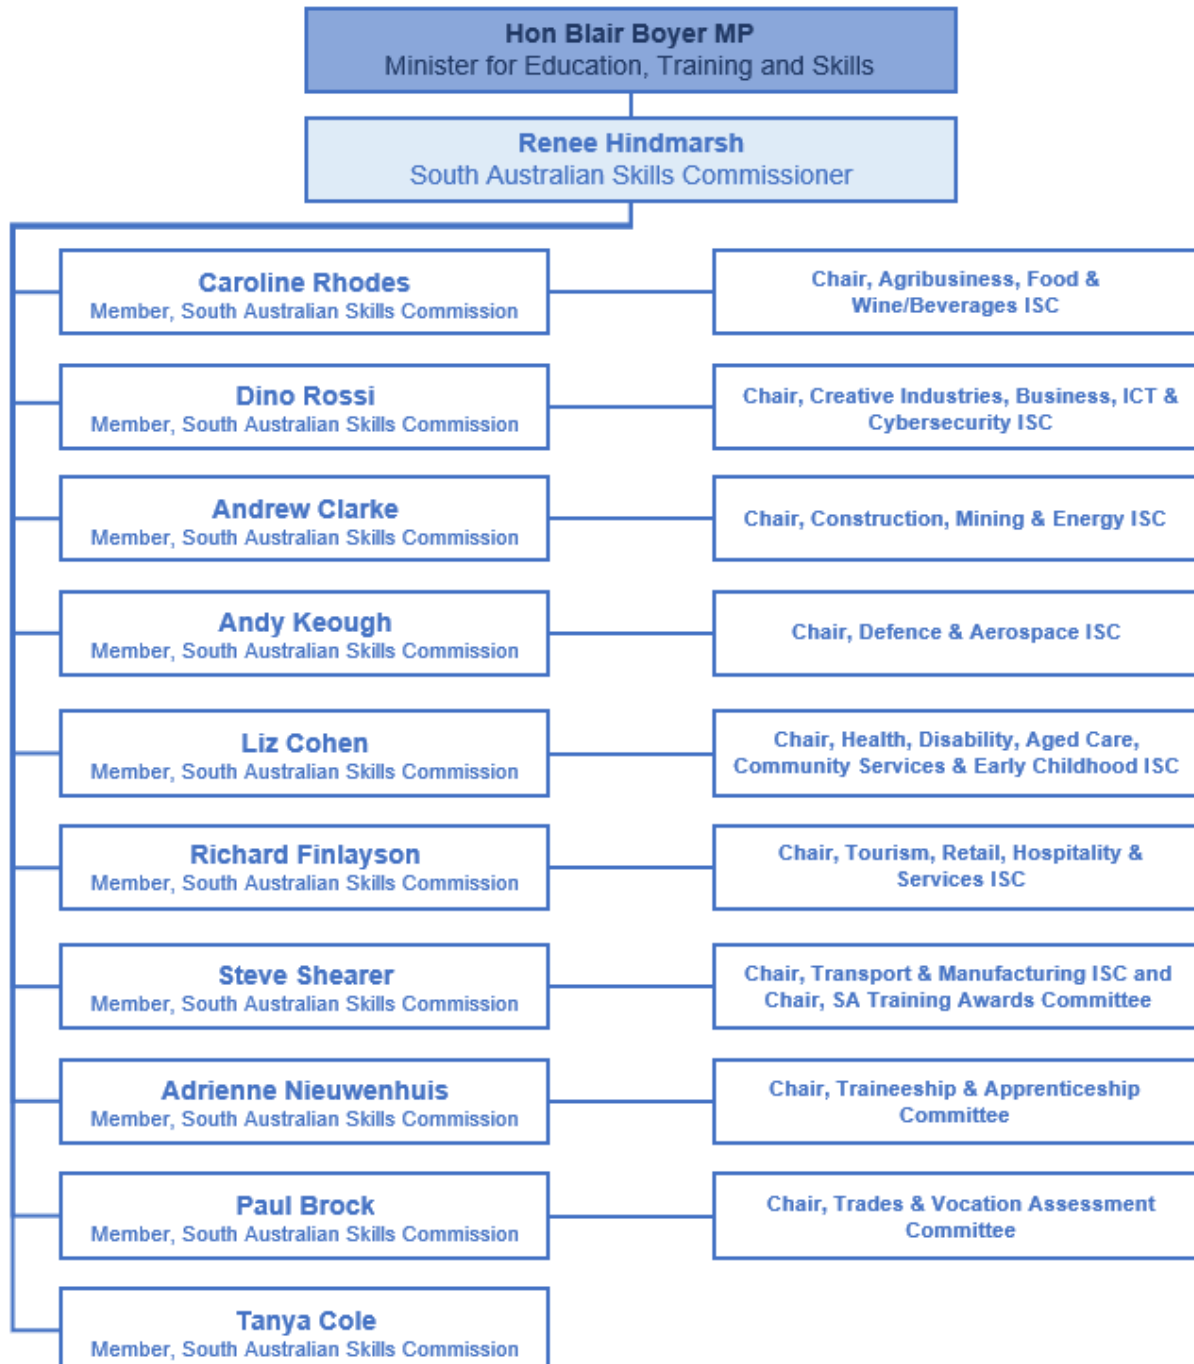 Hon Blair Boyer MP
Minister for Education, Training and Skills
Renee Hindmarsh
South Australian Skills Commissioner
Caroline Rhodes
Member, South Australian Skills Commission
Chair, Agribusiness, Food &
Wine/Beverages ISC
Dino Rossi
Member, South Australian Skills Commission
Chair, Creative Industries, Business, ICT &
Cybersecurity ISC
Andrew Clarke
Member, South Australian Skills Commission
Chair, Construction, Mining & Energy ISC
Andy Keough
Member, South Australian Skills Commission
Chair, Defence & Aerospace ISC
Liz Cohen
Member, South Australian Skills Commission
Chair, Health, Disability, Aged Care,
Community Services & Early Childhood ISC
Richard Finlayson
Member, South Australian Skills Commission
Chair, Tourism, Retail, Hospitality &
Services ISC
Steve Shearer
Member, South Australian Skills Commission
Chair, Transport & Manufacturing ISC and
Chair, SA Training Awards Committee
Adrienne Nieuwenhuis
Member, South Australian Skills Commission
Chair, Traineeship & Apprenticeship
Committee
Paul Brock
Member, South Australian Skills Commission
Chair, Trades & Vocation Assessment
Committee
Tanya Cole
Member, South Australian Skills Commission